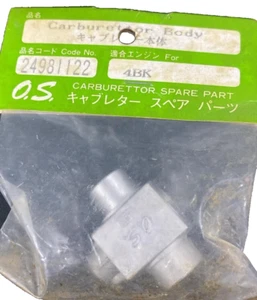 品名
Carburettor Body
キャブレター本体
品名コード Code No. 適合エンジン For
24981122 4BK
O.S. CARBURETTOR SPARE PART
キャブレター スペア パーツ